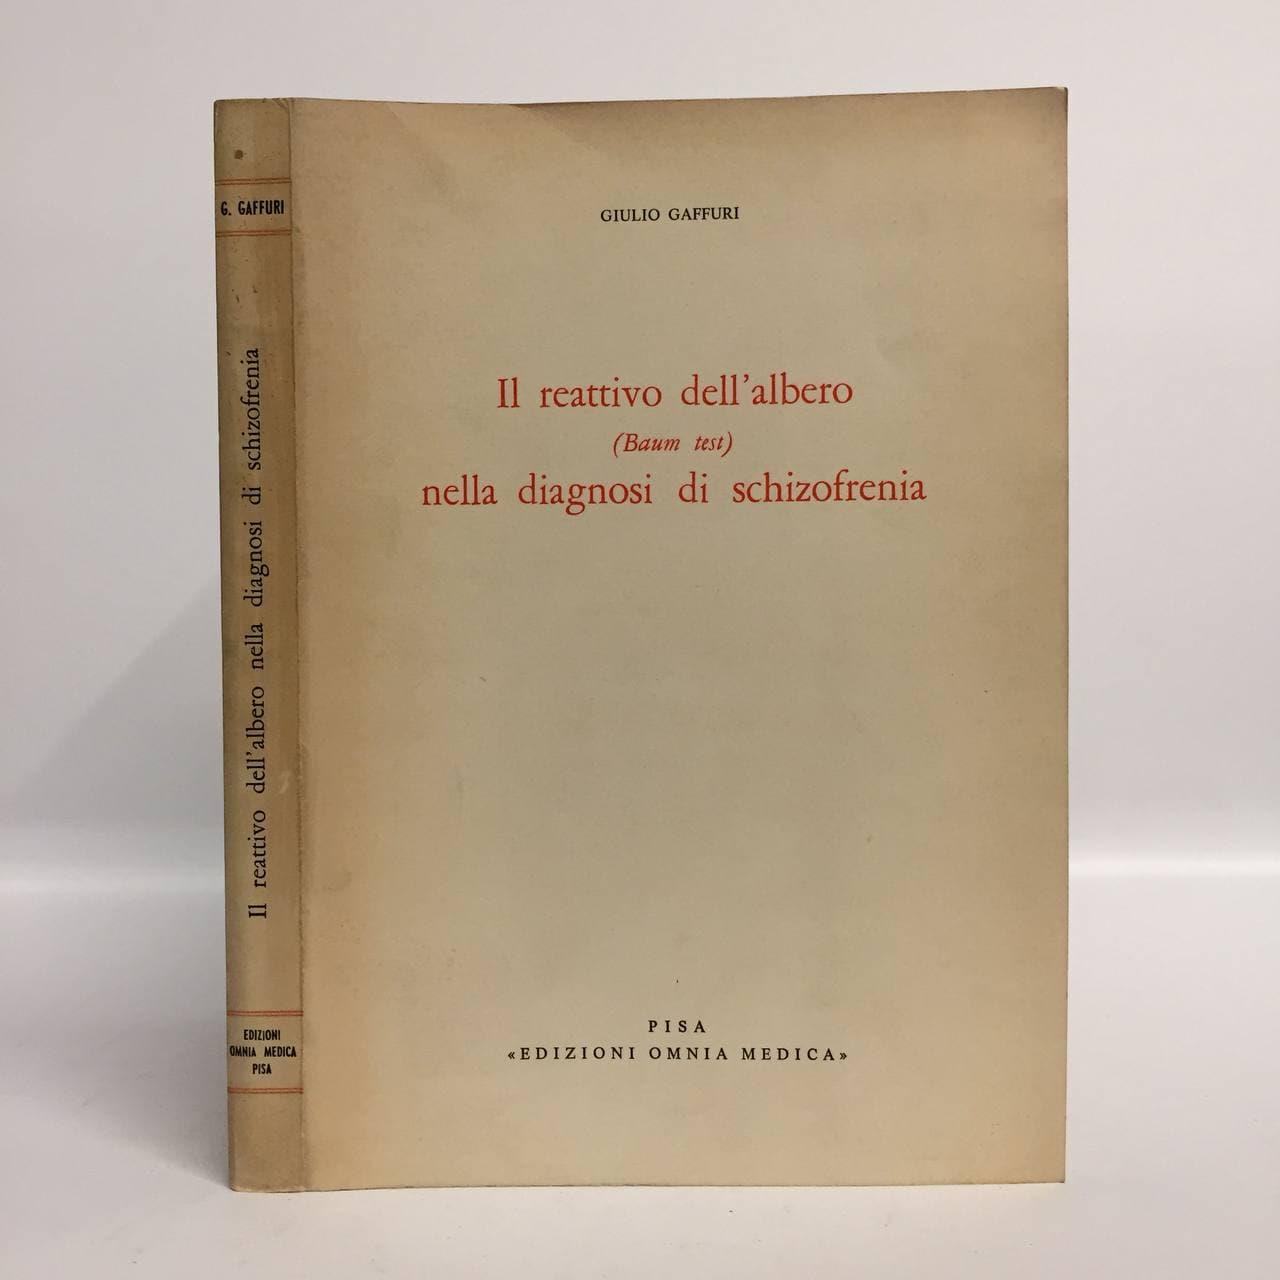 G. GAFFURI
Il reattivo dell'albero nella diagnosi di schizofrenia
EDIZIONI
OMNIA MEDICA
PISA
GIULIO GAFFURI
Il reattivo dell'albero
(Baum test)
nella diagnosi di schizofrenia
PISA
«EDIZIONI OMNIA MEDICA»